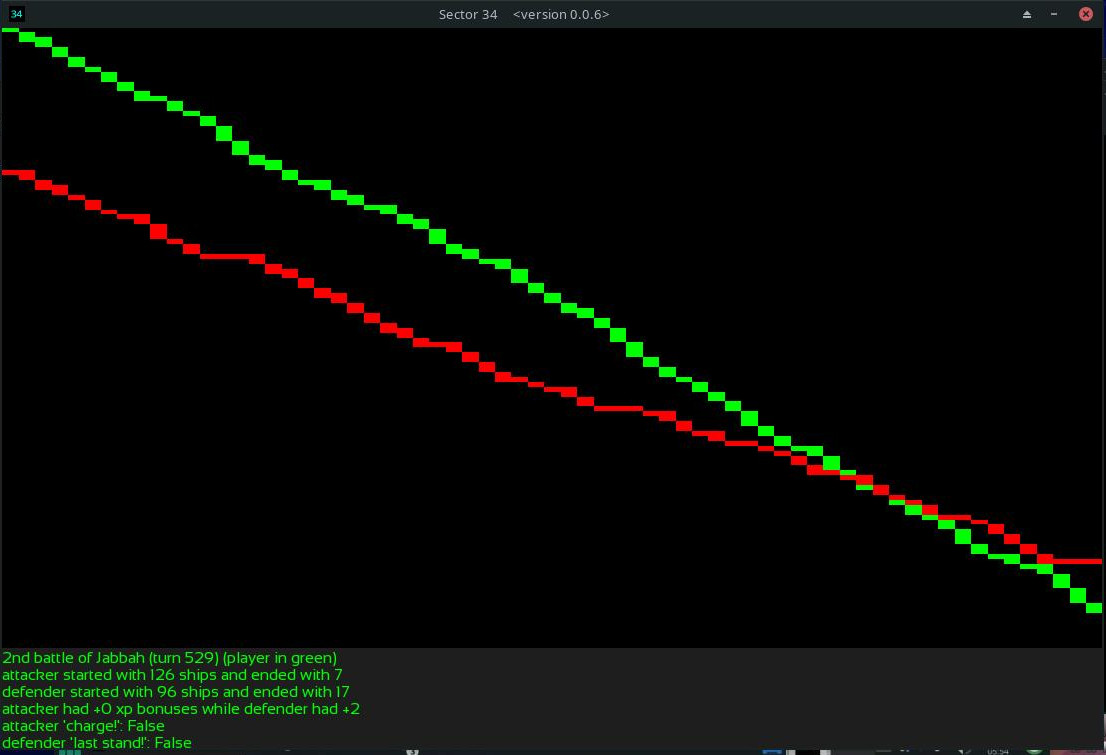 34 Sector 34 <version 0.0.6>
2nd battle of Jabbah (turn 529) (player in green)
attacker started with 126 ships and ended with 7
defender started with 96 ships and ended with 17
attacker had +0 xp bonuses while defender had +2
attacker 'charge!': False
defender 'last stand!': False
05:54